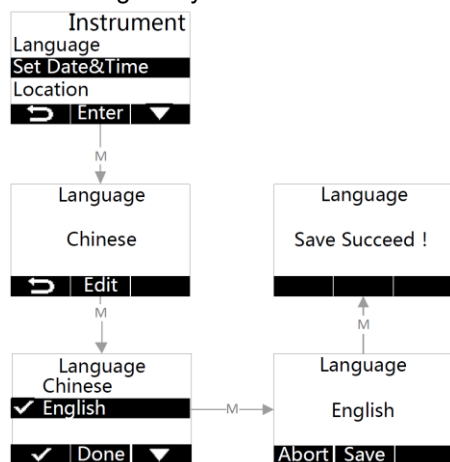 Instrument
Language
Set Date&Time
Location
Enter
M
Language
Chinese
Edit
M
Language
Chinese
English
Done
M
Language
English
Abort Save
M
Language
Save Succeed !